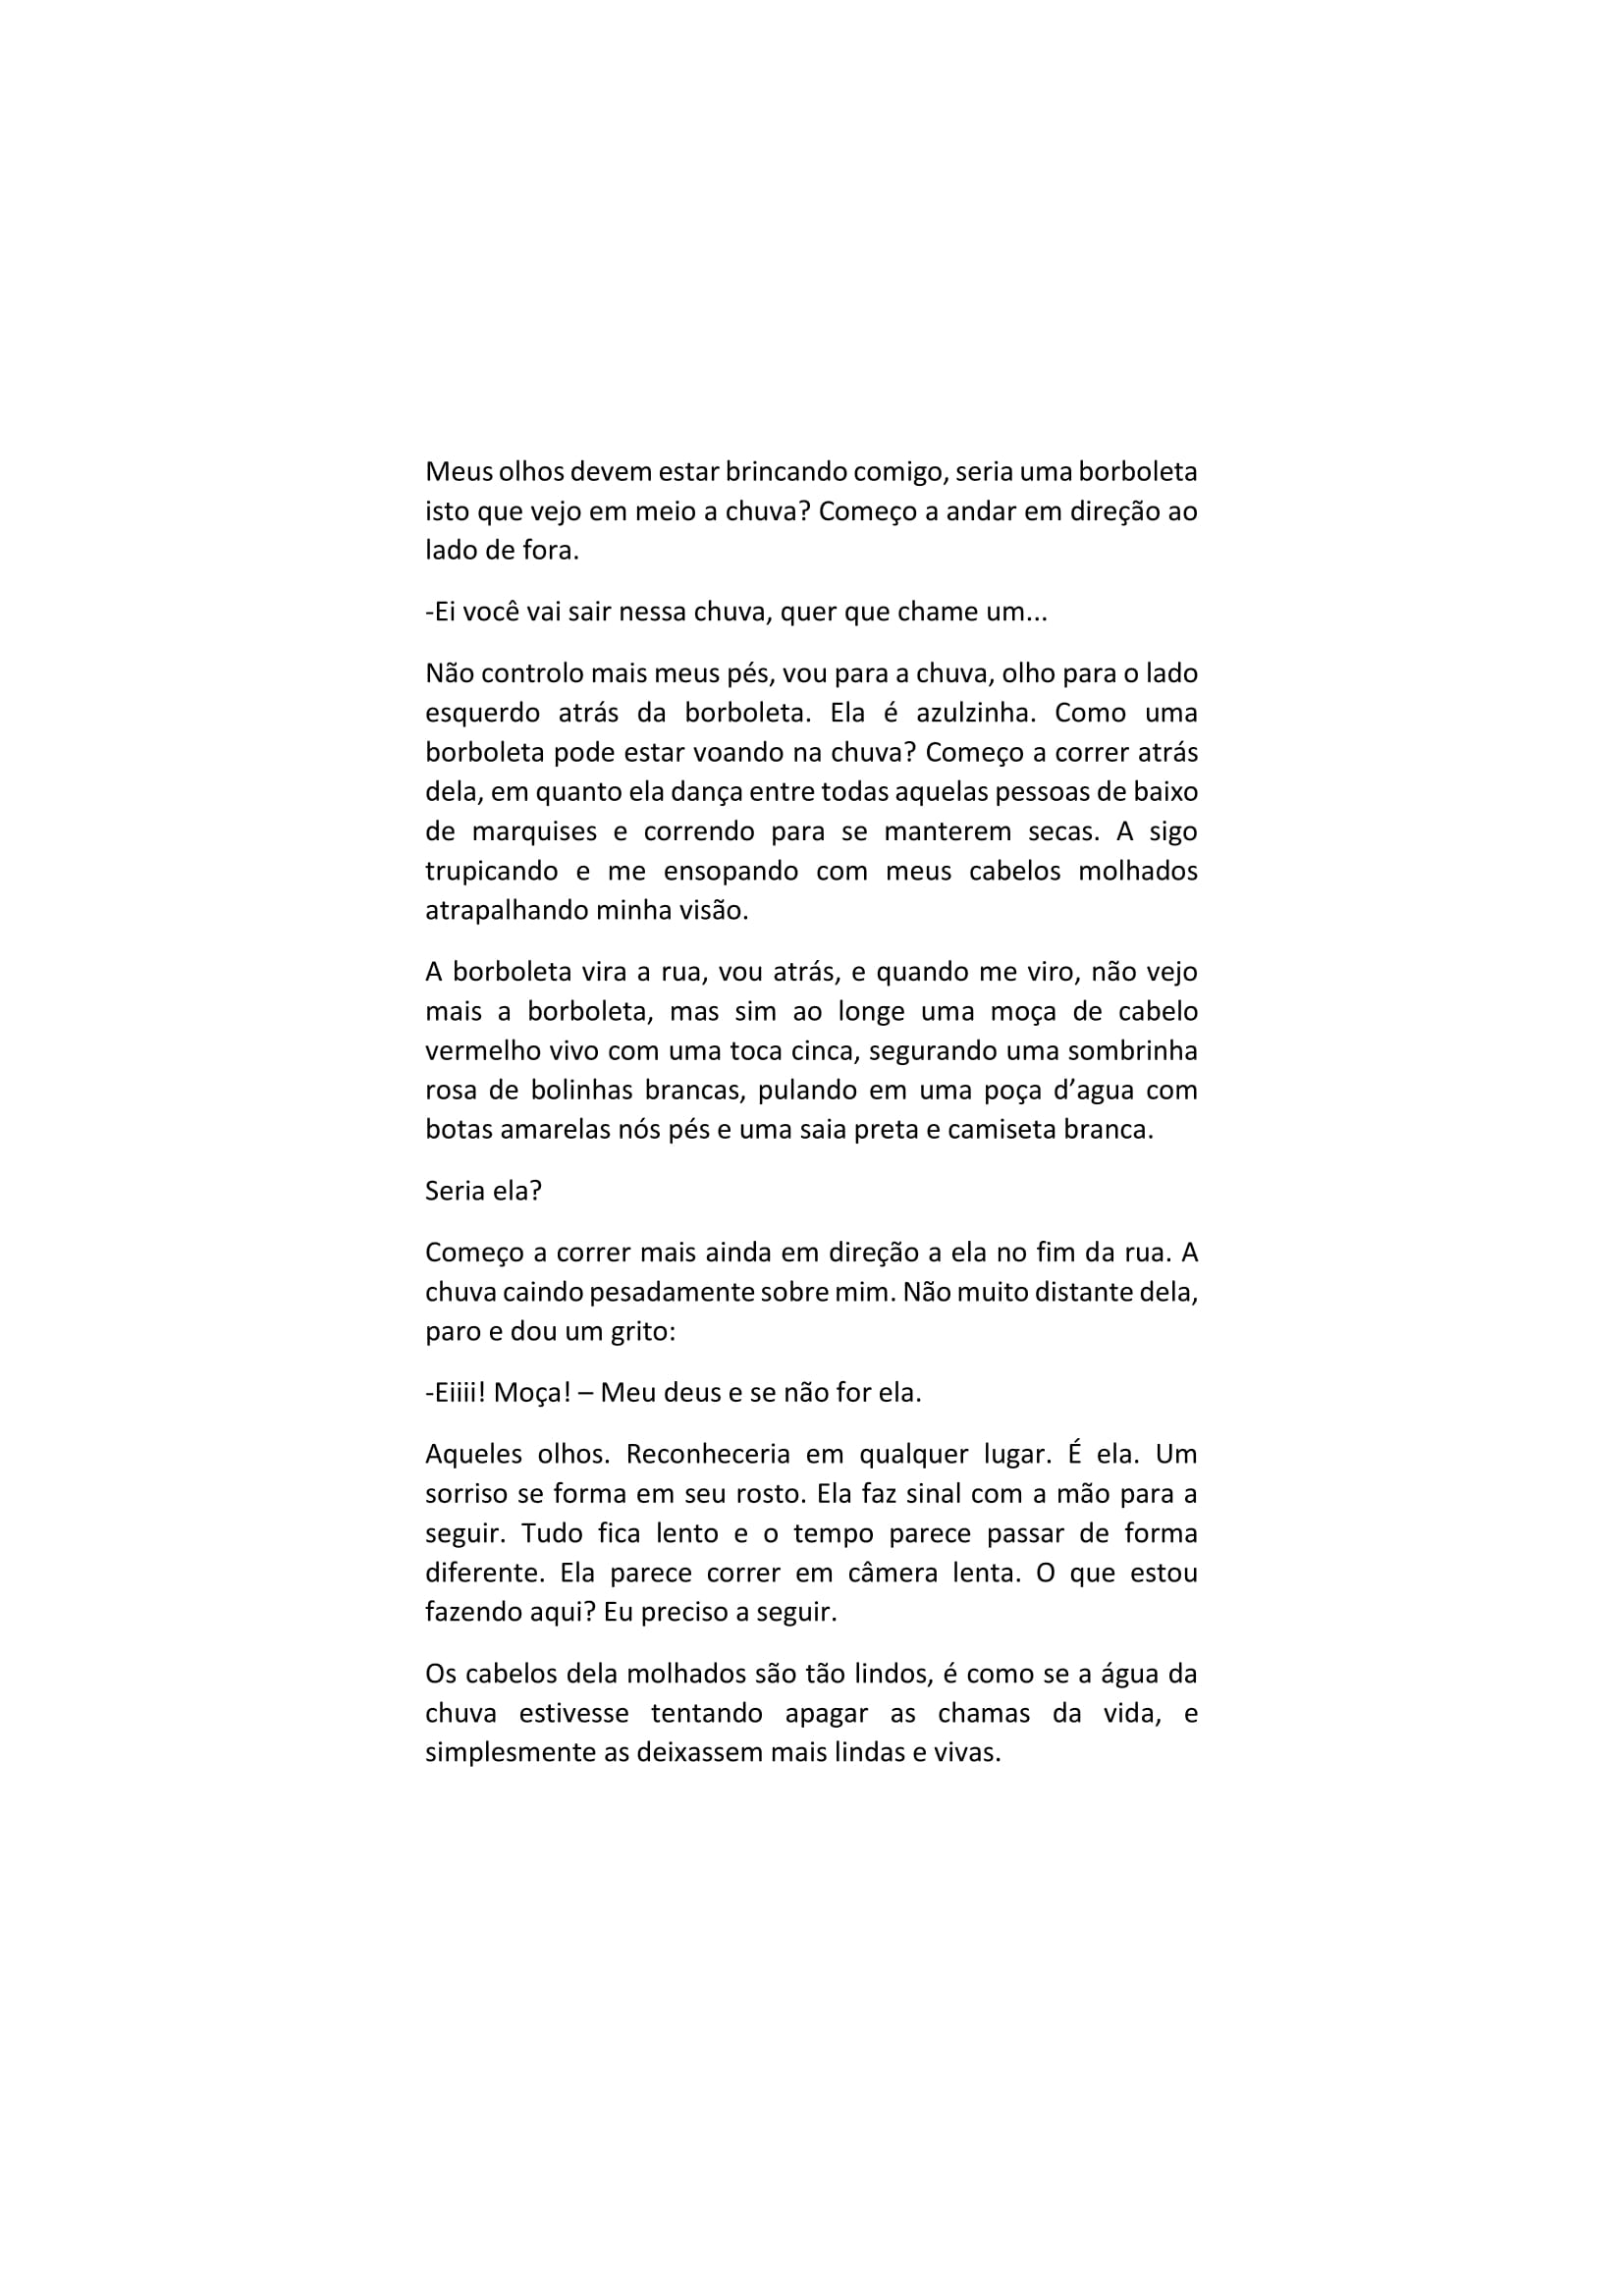 Meus olhos devem estar brincando comigo, seria uma borboleta
isto que vejo em meio a chuva? Começo a andar em direção ao
lado de fora.
-Ei você vai sair nessa chuva, quer que chame um...
Não controlo mais meus pés, vou para a chuva, olho para o lado
esquerdo atrás da borboleta. Ela é azulzinha. Como uma
borboleta pode estar voando na chuva? Começo a correr atrás
dela, em quanto ela dança entre todas aquelas pessoas de baixo
de marquises e correndo para se manterem secas. A sigo
trupicando e me ensopando com meus cabelos molhados
atrapalhando minha visão.
A borboleta vira a rua, vou atrás, e quando me viro, não vejo
mais a borboleta, mas sim ao longe uma moça de cabelo
vermelho vivo com uma toca cinca, segurando uma sombrinha
rosa de bolinhas brancas, pulando em uma poça d’agua com
botas amarelas nós pés e uma saia preta e camiseta branca.
Seria ela?
Começo a correr mais ainda em direção a ela no fim da rua. A
chuva caindo pesadamente sobre mim. Não muito distante dela,
paro e dou um grito:
-Eiiii! Moça! – Meu deus e se não for ela.
Aqueles olhos. Reconheceria em qualquer lugar. É ela. Um
sorriso se forma em seu rosto. Ela faz sinal com a mão para a
seguir. Tudo fica lento e o tempo parece passar de forma
diferente. Ela parece correr em câmera lenta. O que estou
fazendo aqui? Eu preciso a seguir.
Os cabelos dela molhados são tão lindos, é como se a água da
chuva estivesse tentando apagar as chamas da vida, e
simplesmente as deixassem mais lindas e vivas.